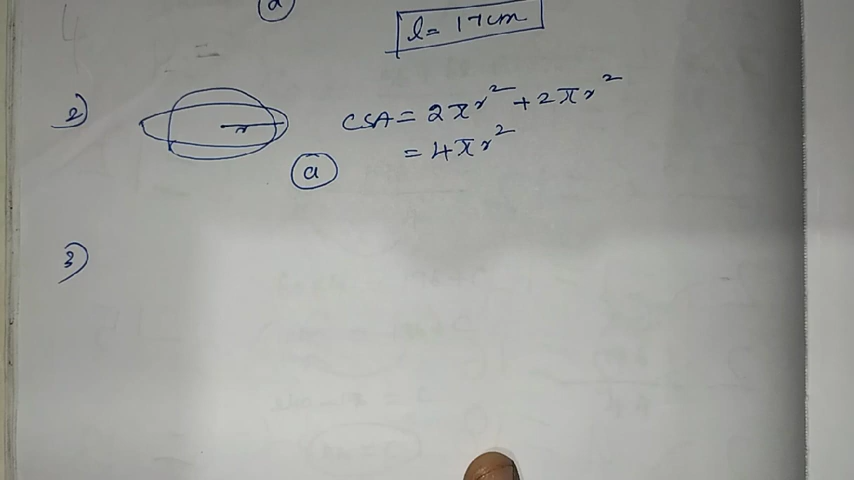 (a)
l = 17cm
2) r CSA = 2πr² + 2πr²
= 4πr²
(a)
3)